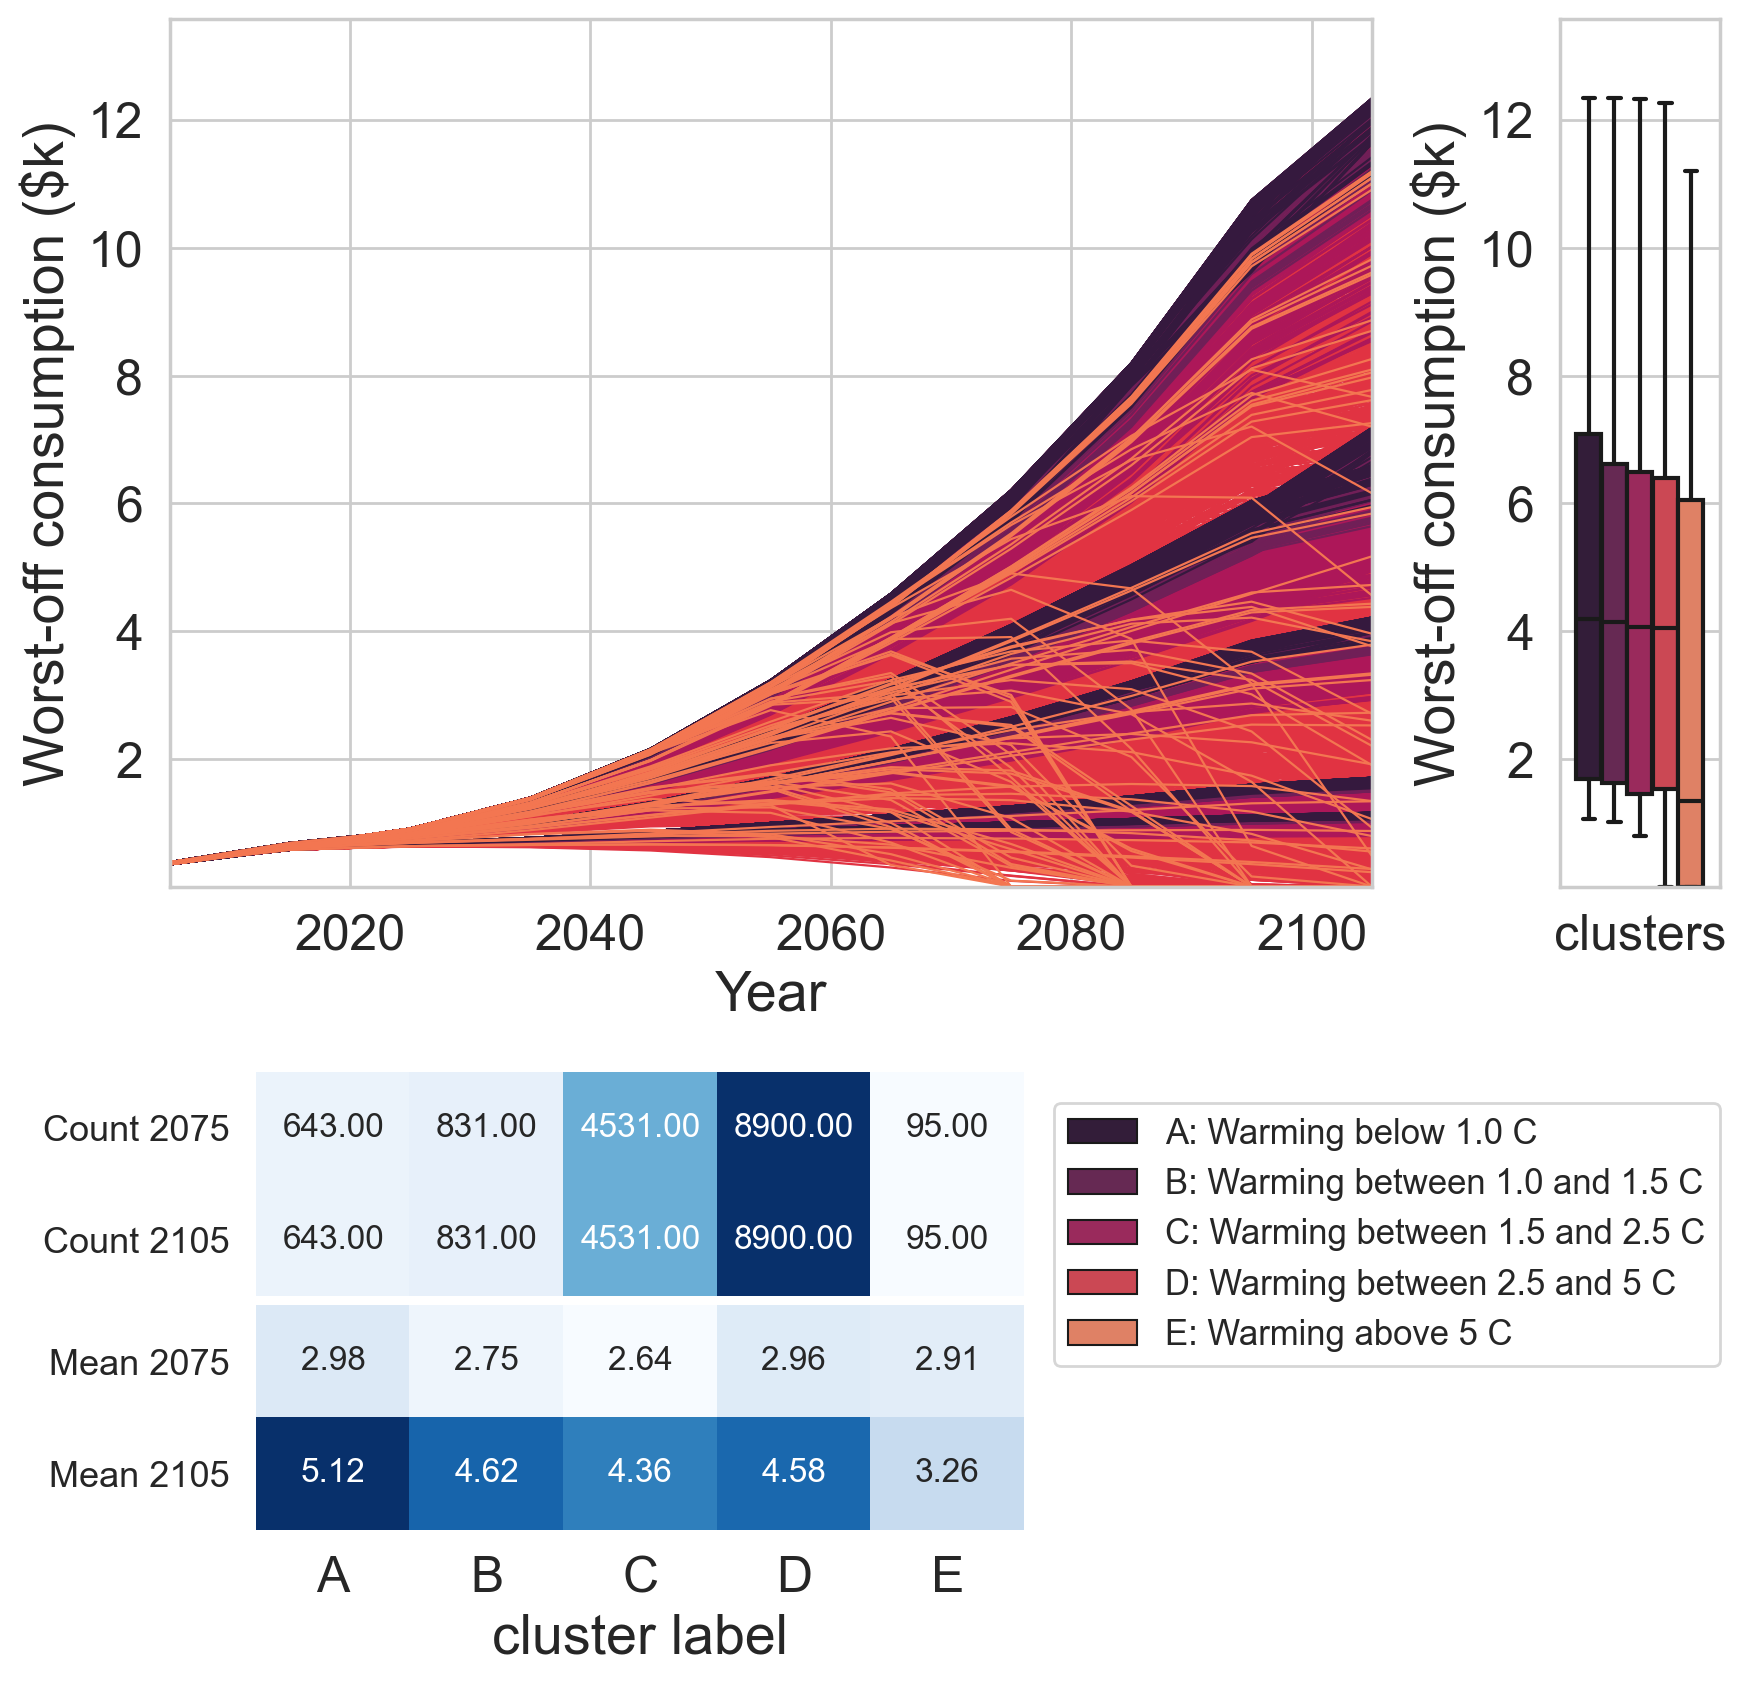 Worst-off consumption ($k)
12
10
8
6
4
2
2020 2040 2060 2080 2100
Year
Worst-off consumption ($k)
12
10
8
6
4
2
clusters
Count 2075 643.00 831.00 4531.00 8900.00 95.00
Count 2105 643.00 831.00 4531.00 8900.00 95.00
Mean 2075 2.98 2.75 2.64 2.96 2.91
Mean 2105 5.12 4.62 4.36 4.58 3.26
A B C D E
cluster label
A: Warming below 1.0 C
B: Warming between 1.0 and 1.5 C
C: Warming between 1.5 and 2.5 C
D: Warming between 2.5 and 5 C
E: Warming above 5 C